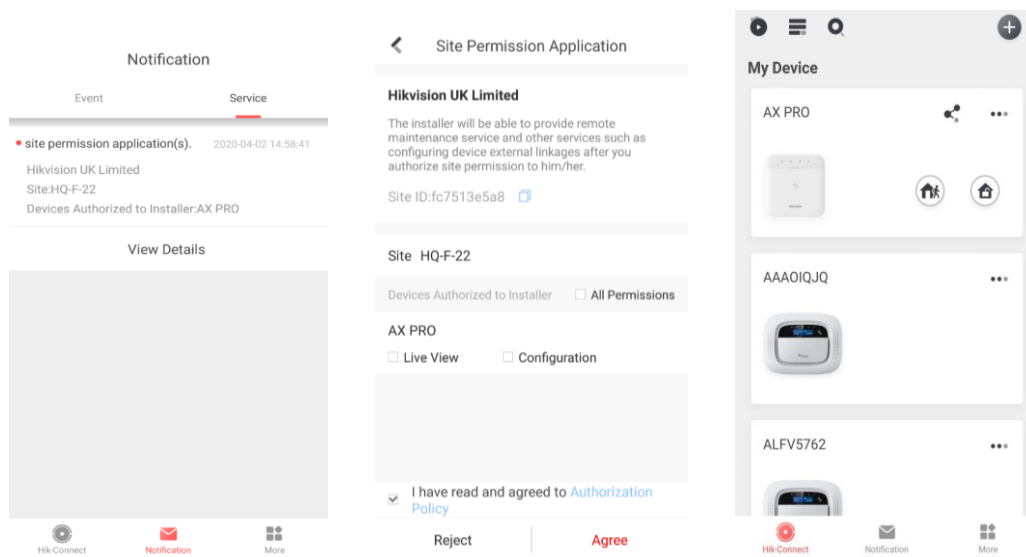 Notification
Event
Service
site permission application(s).
2020-04-02 14:58:41
Hikvision UK Limited
Site:HQ-F-22
Devices Authorized to Installer:AX PRO
View Details
Hik-Connect
Notification
More
Site Permission Application
Hikvision UK Limited
The installer will be able to provide remote
maintenance service and other services such as
configuring device external linkages after you
authorize site permission to him/her.
Site ID:fc7513e5a8
Site HQ-F-22
Devices Authorized to Installer
All Permissions
AX PRO
Live View
Configuration
I have read and agreed to Authorization
Policy
Reject
Agree
My Device
AX PRO
AAAOIQJQ
ALFV5762
Hik-Connect
Notification
More